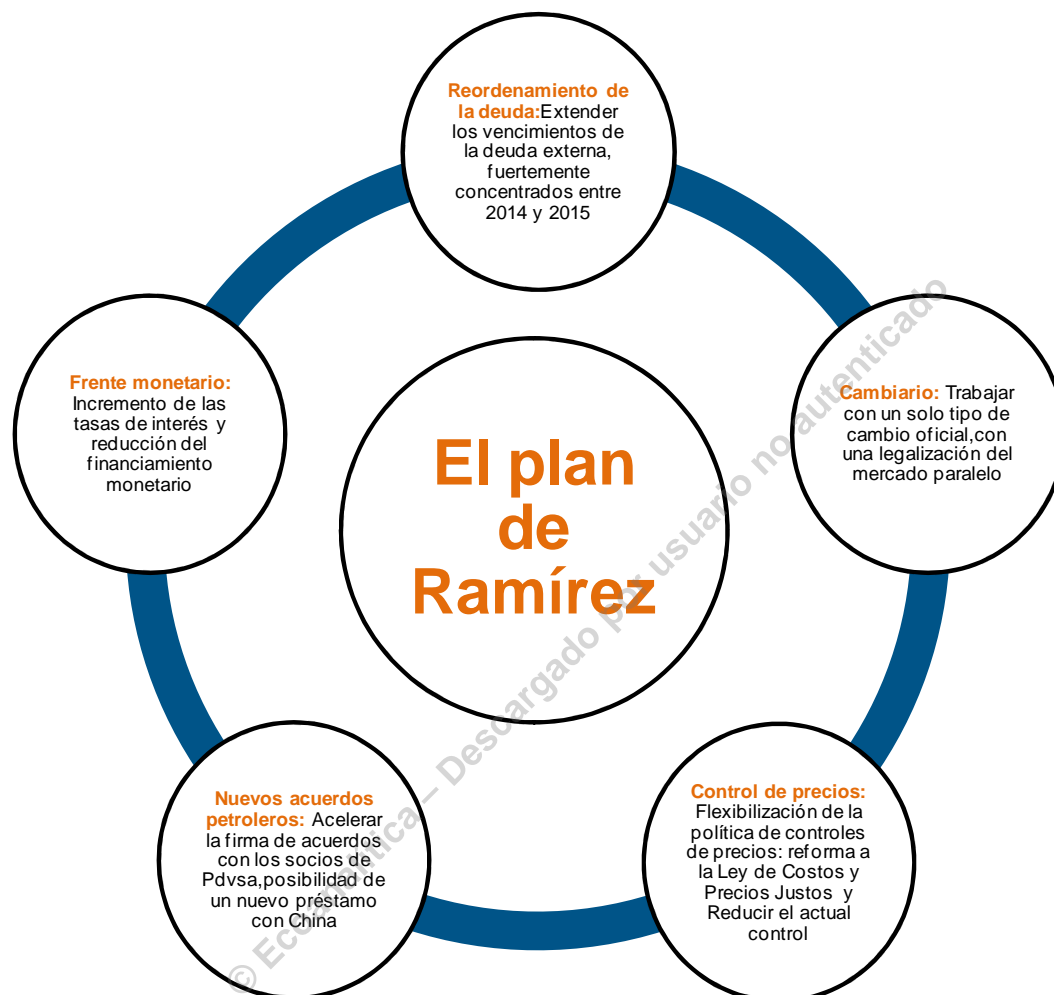 Reordenamiento de
la deuda:Extender
los vencimientos de
la deuda externa,
fuertemente
concentrados entre
2014 y 2015
Frente monetario:
Incremento de las
tasas de interés y
reducción del
financiamiento
monetario
Cambiario: Trabajar
con un solo tipo de
cambio oficial,con
una legalización del
mercado paralelo
El plan
de
Ramírez
Nuevos acuerdos
petroleros: Acelerar
la firma de acuerdos
con los socios de
Pdvsa,posibilidad de
un nuevo préstamo
con China
Control de precios:
Flexibilización de la
política de controles
de precios: reforma a
la Ley de Costos y
Precios Justos y
Reducir el actual
control
© Ecoanalítica – Descargado por usuario no autenticado